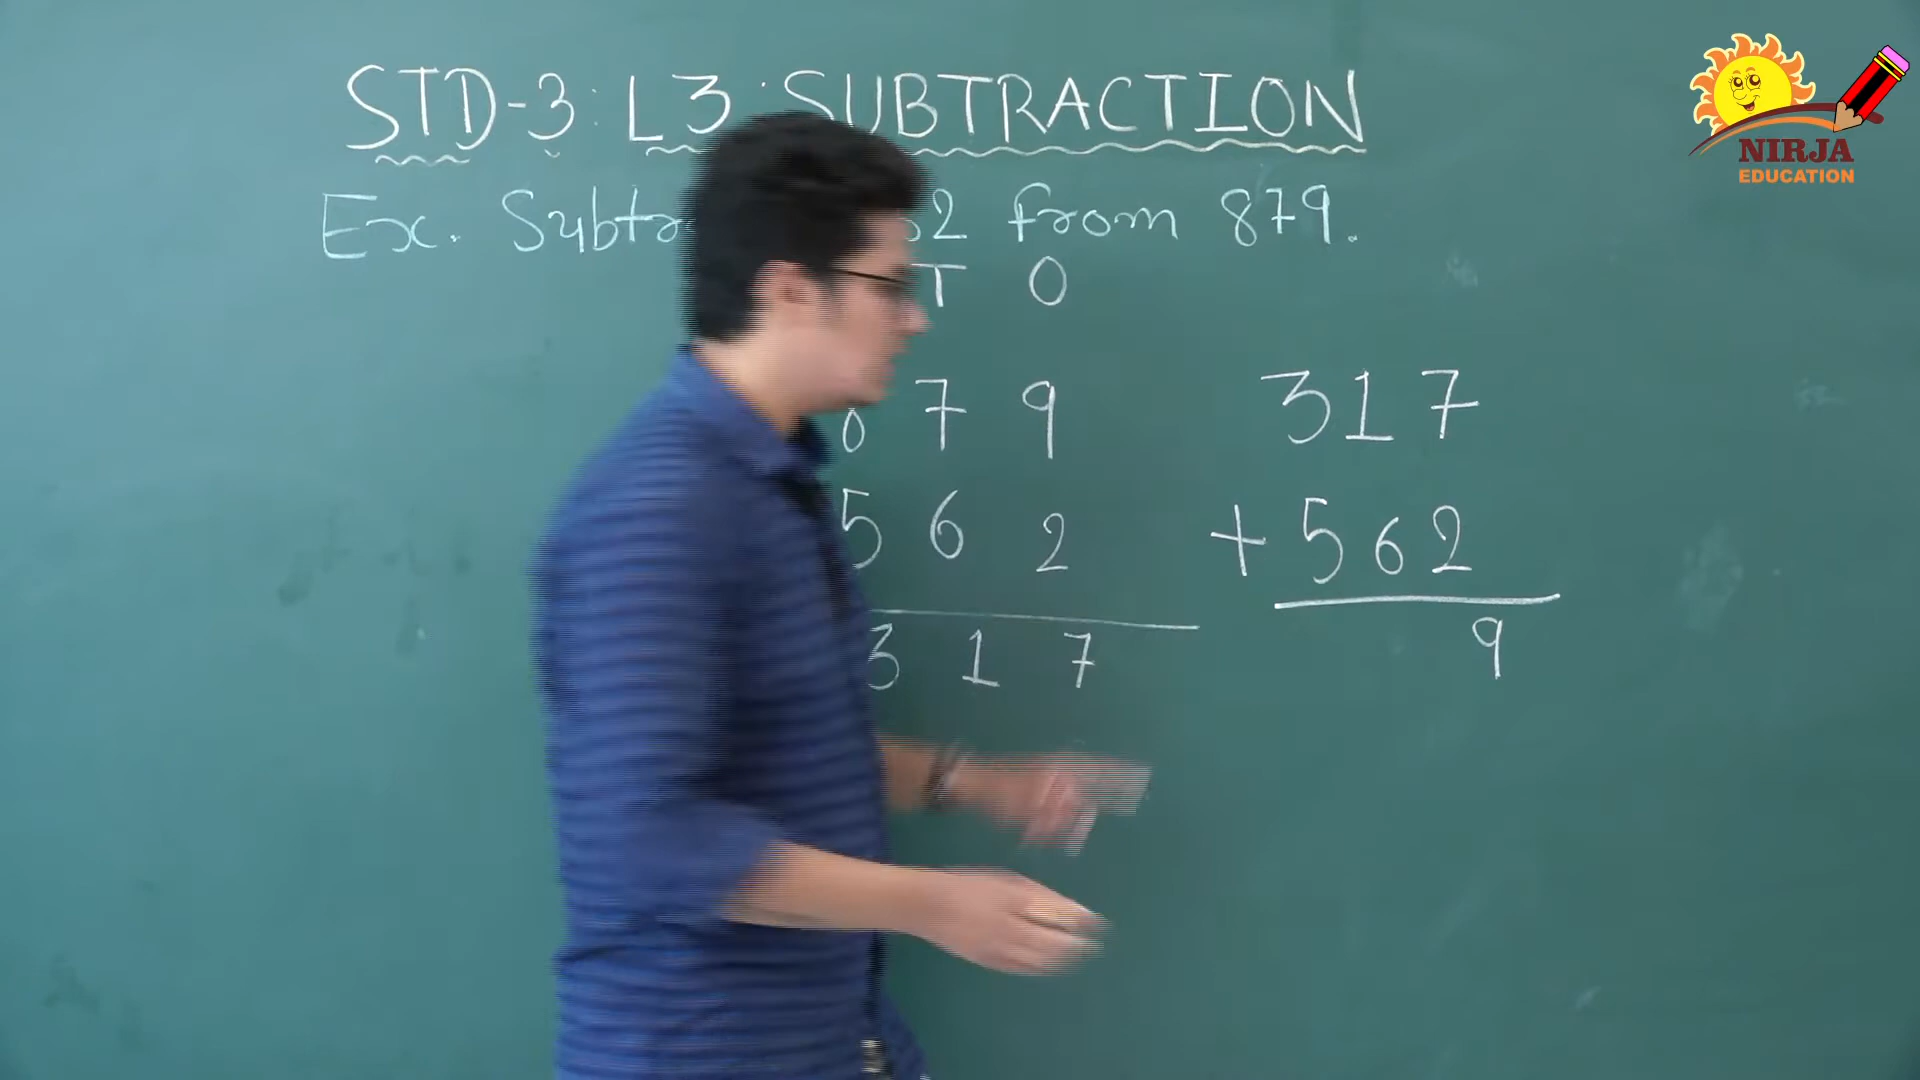 STD-3: L3: SUBTRACTION
Ex. 2 from 879.
T O
7 9
5 6 2
3 1 7
317
+ 562
9
NIRJA
EDUCATION